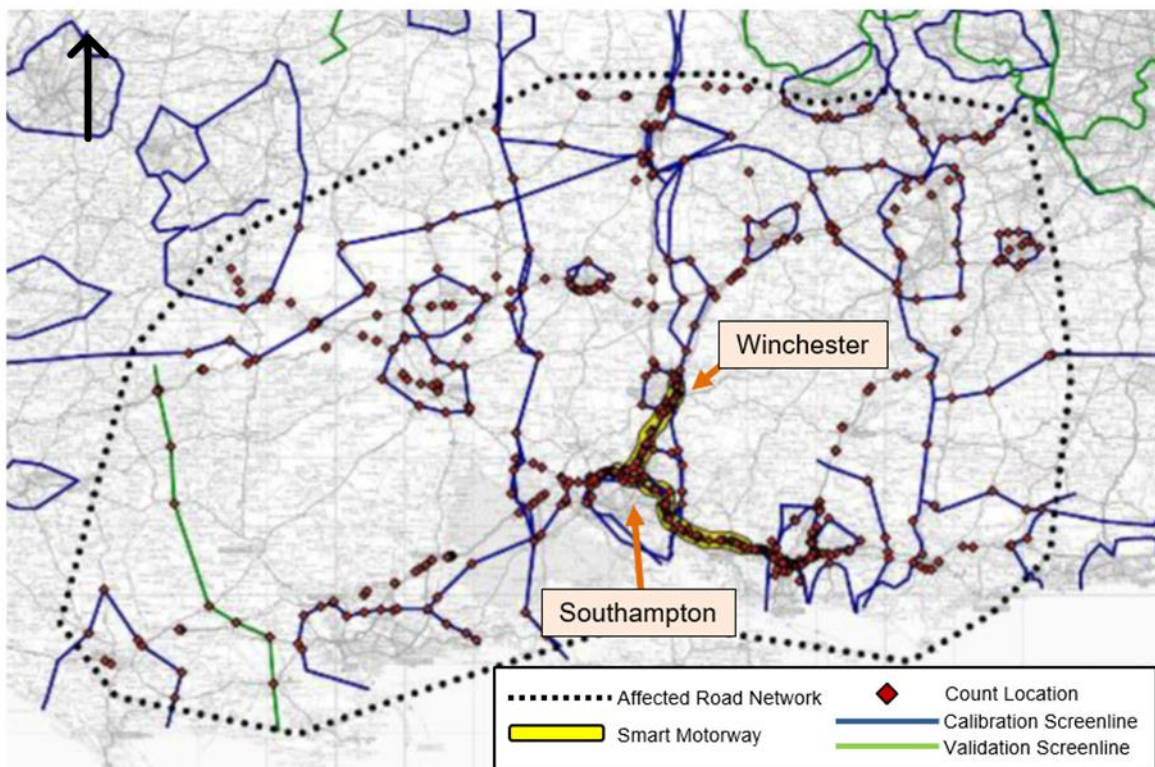 Winchester
Southampton
Affected Road Network
Count Location
Smart Motorway
Calibration Screenline
Validation Screenline